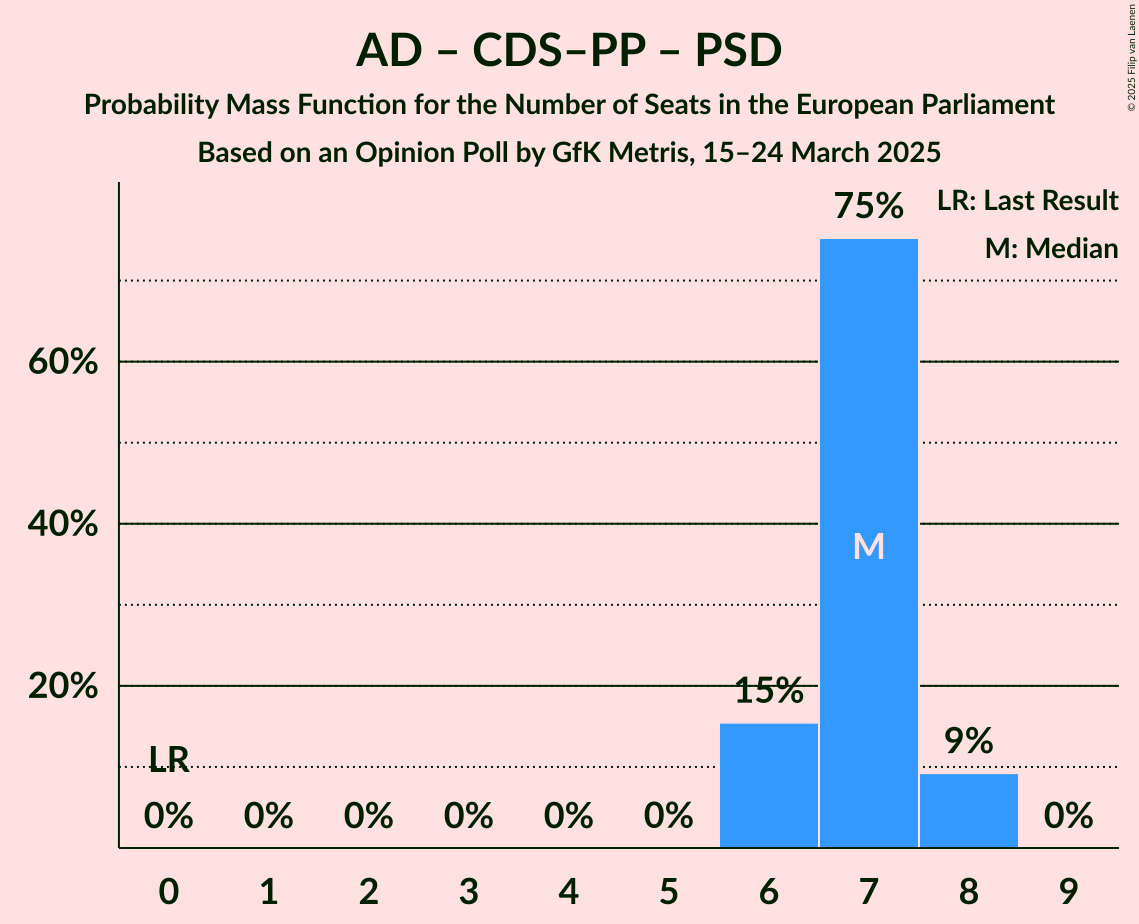 AD – CDS–PP – PSD
Probability Mass Function for the Number of Seats in the European Parliament
Based on an Opinion Poll by GfK Metris, 15–24 March 2025
© 2025 Filip van Laenen
LR: Last Result
M: Median
75%
60%
40%
M
20%
15%
9%
LR
0% 0% 0% 0% 0% 0% 0%
0 1 2 3 4 5 6 7 8 9